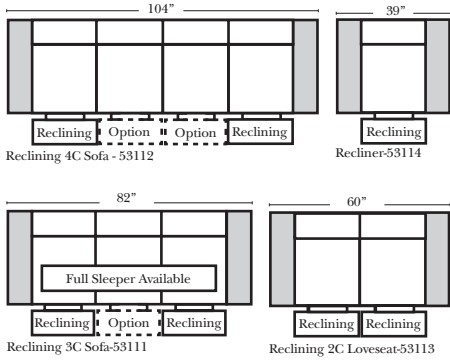 104”
39”
Reclining Option Option Reclining
Reclining
Reclining 4C Sofa - 53112
Recliner-53114
82”
60”
Full Sleeper Available
Reclining Option Reclining
Reclining Reclining
Reclining 3C Sofa-53111
Reclining 2C Loveseat-53113